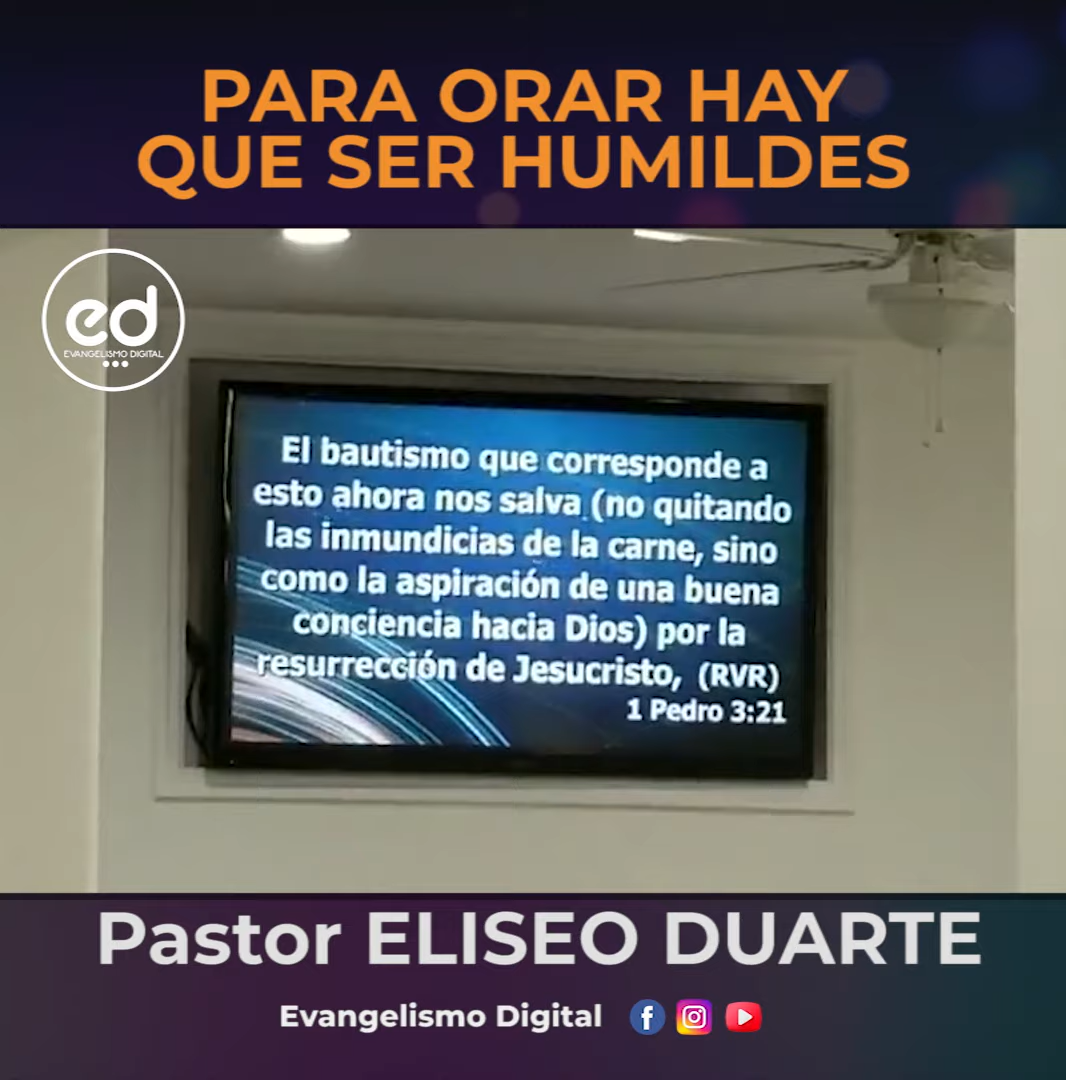 PARA ORAR HAY
QUE SER HUMILDES
ed
EVANGELISMO DIGITAL
El bautismo que corresponde a
esto ahora nos salva (no quitando
las inmundicias de la carne, sino
como la aspiración de una buena
conciencia hacia Dios) por la
resurrección de Jesucristo, (RVR)
1 Pedro 3:21
Pastor ELISEO DUARTE
Evangelismo Digital